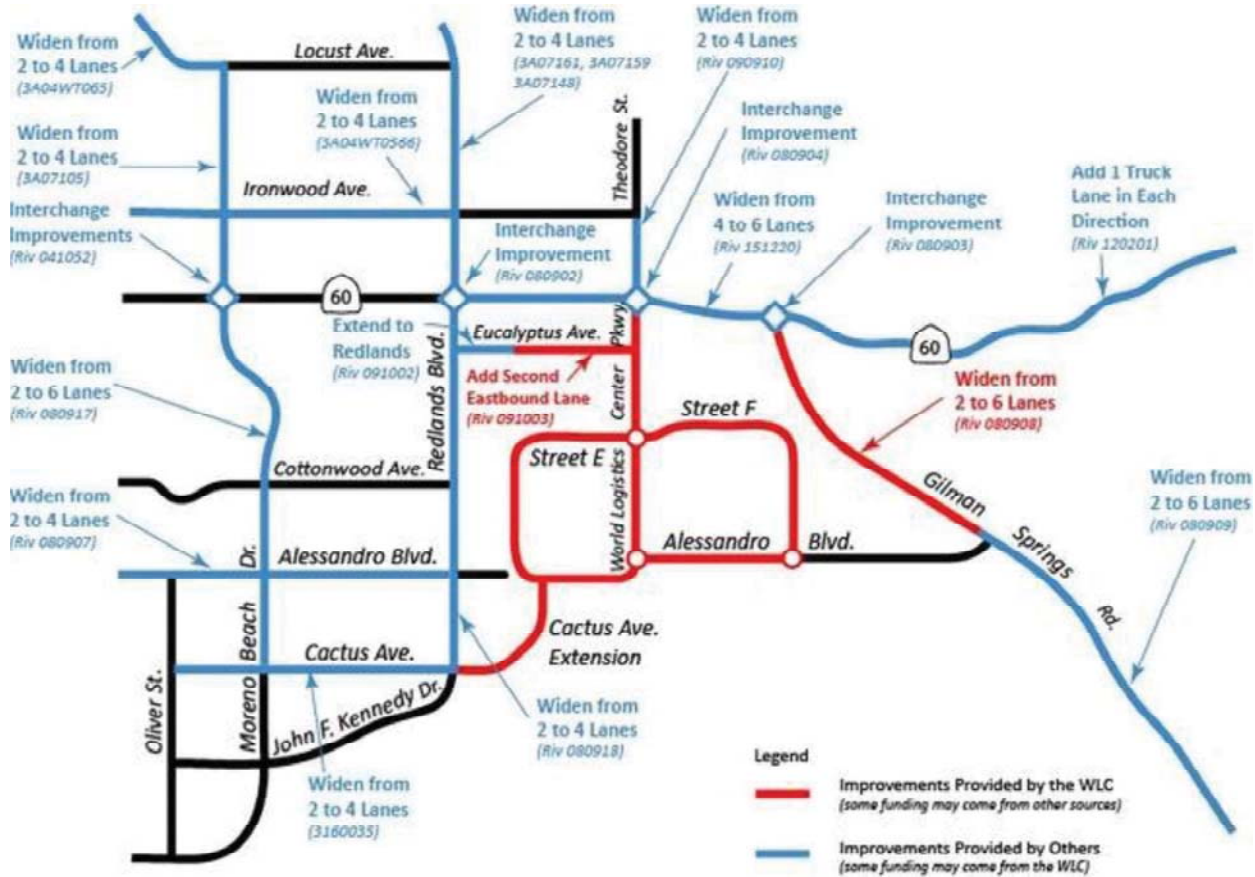 Widen from
2 to 4 Lanes
(3A04WT065)
Locust Ave.
Widen from
2 to 4 Lanes
(3A07161, 3A07159
3A07148)
Widen from
2 to 4 Lanes
(Riv 090910)
Widen from
2 to 4 Lanes
(3A04WT0566)
Theodore St.
Interchange
Improvement
(Riv 080904)
Widen from
2 to 4 Lanes
(3A07105)
Ironwood Ave.
Add 1 Truck
Lane in Each
Direction
(Riv 120201)
Interchange
Improvements
(Riv 041052)
Interchange
Improvement
(Riv 080902)
Widen from
4 to 6 Lanes
(Riv 151220)
Interchange
Improvement
(Riv 080903)
60
60
Extend to
Redlands
(Riv 091002)
Redlands Blvd.
Eucalyptus Ave.
World Logistics Center Pkwy
Add Second
Eastbound Lane
(Riv 091003)
Widen from
2 to 6 Lanes
(Riv 080917)
Widen from
2 to 6 Lanes
(Riv 080908)
Street F
Street E
Cottonwood Ave.
Gilman Springs Rd.
Widen from
2 to 6 Lanes
(Riv 080909)
Widen from
2 to 4 Lanes
(Riv 080907)
Alessandro Blvd.
Alessandro Blvd.
Moreno Beach Dr.
Cactus Ave.
Cactus Ave.
Extension
Oliver St.
John F. Kennedy Dr.
Widen from
2 to 4 Lanes
(Riv 080918)
Widen from
2 to 4 Lanes
(3160035)
Legend
Improvements Provided by the WLC
(some funding may come from other sources)
Improvements Provided by Others
(some funding may come from the WLC)